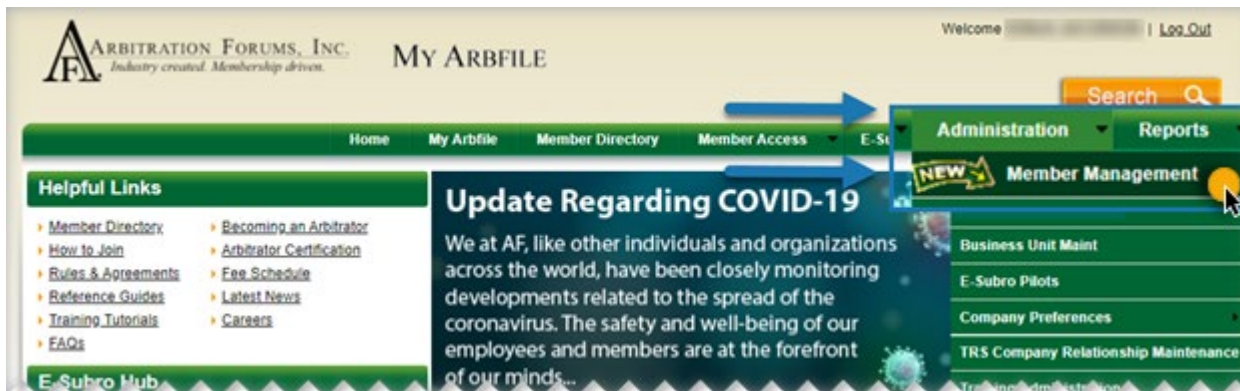 Welcome | Log Out
ARBITRATION FORUMS, INC.
Industry created. Membership driven.
MY ARBFILE
Search
Home My Arbfile Member Directory Member Access E-Su Administration Reports
NEW Member Management
Helpful Links
Member Directory
How to Join
Rules & Agreements
Reference Guides
Training Tutorials
FAQs
Becoming an Arbitrator
Arbitrator Certification
Fee Schedule
Latest News
Careers
E-Subro Hub
Update Regarding COVID-19
We at AF, like other individuals and organizations
across the world, have been closely monitoring
developments related to the spread of the
coronavirus. The safety and well-being of our
employees and members are at the forefront
of our minds...
Business Unit Maint
E-Subro Pilots
Company Preferences
TRS Company Relationship Maintenance
Training Administration